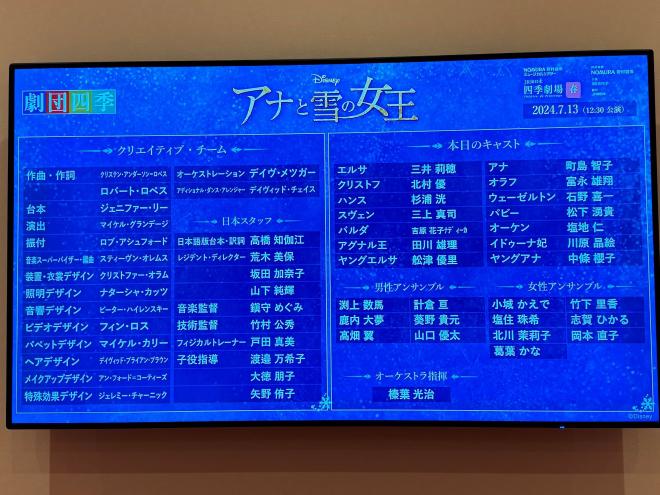 劇団四季
Disney
アナと雪の女王
NOMURA 野村證券
ミュージカルシアター
JR東日本
四季劇場 春
NOMURA 野村證券
2024.7.13 (12:30 公演)
クリエイティブ・チーム
作曲・作詞 クリステン・アンダーソン=ロペス
ロバート・ロペス
台本 ジェニファー・リー
演出 マイケル・グランデージ
振付 ロブ・アシュフォード
音楽スーパーバイザー・編曲 スティーヴン・オレムス
装置・衣裳デザイン クリストファー・オラム
照明デザイン ナターシャ・カッツ
音響デザイン ピーター・ハイレンスキー
ビデオデザイン フィン・ロス
パペットデザイン マイケル・カリー
ヘアデザイン デイヴィッド・ブライアン=ブラウン
メイクアップデザイン アン・フォード=コーティーズ
特殊効果デザイン ジェレミー・チャーニック
オーケストレーション デイヴ・メツガー
アディショナル・ダンス・アレンジャー デイヴィッド・チェイス
日本スタッフ
日本語版台本・訳詞 高橋 知伽江
レジデント・ディレクター 荒木 美保
坂田 加奈子
山下 純輝
音楽監督 鎮守 めぐみ
技術監督 竹村 公秀
フィジカルトレーナー 戸田 真美
子役指導 渡邉 万希子
大徳 朋子
矢野 侑子
本日のキャスト
エルサ 三井 莉穂
クリストフ 北村 優
ハンス 杉浦 洸
スヴェン 三上 真司
バルダ 吉原 花子ディーカ
アグナル王 田川 雄理
ヤングエルサ 舩津 優里
アナ 町島 智子
オラフ 富永 雄翔
ウェーゼルトン 石野 喜一
パビー 松下 湧貴
オーケン 塩地 仁
イドゥーナ妃 川原 晶絵
ヤングアナ 中條 櫻子
男性アンサンブル
渕上 数馬 計倉 亘
鹿内 大夢 葵野 貴元
高畑 翼 山口 優太
女性アンサンブル
小城 かえで 竹下 里香
塩住 珠希 志賀 ひかる
北川 茉莉子 岡本 直子
葛葉 かな
オーケストラ指揮
榛葉 光治
©Disney